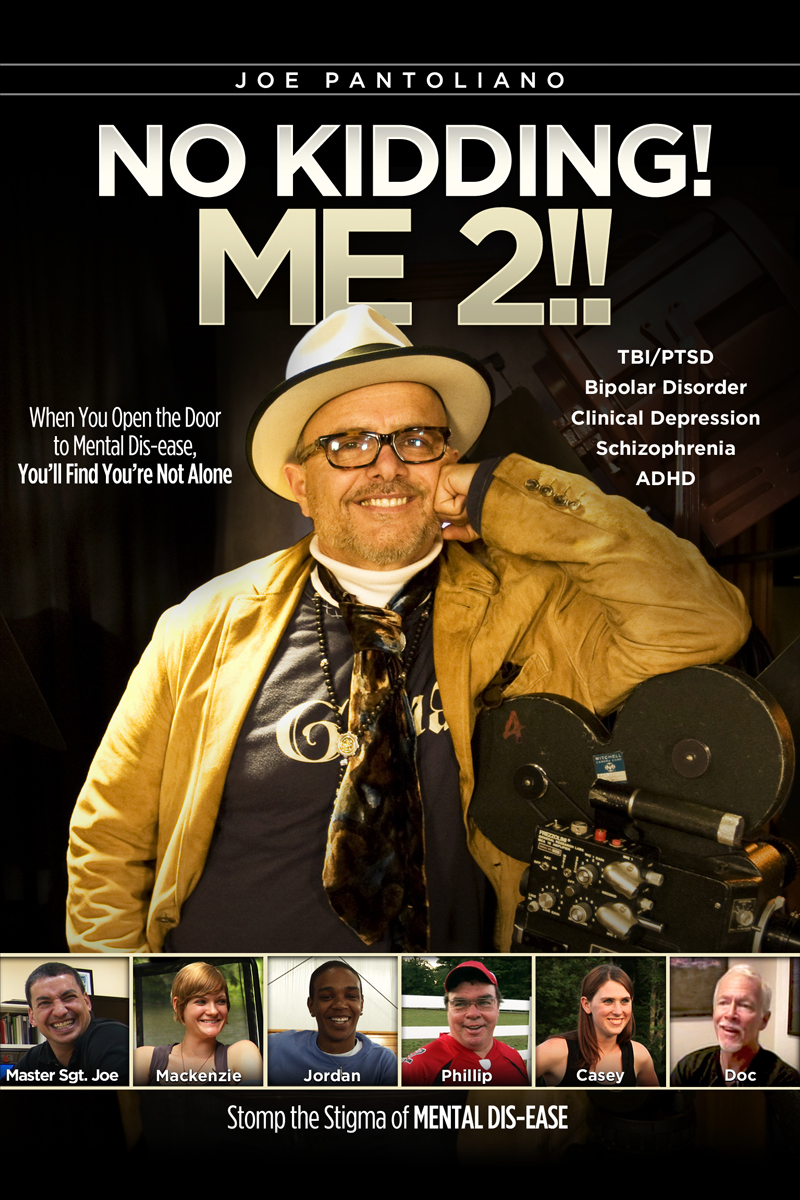 JOE PANTOLIANO
NO KIDDING!
ME 2!!
TBI/PTSD
Bipolar Disorder
Clinical Depression
Schizophrenia
ADHD
When You Open the Door
to Mental Dis-ease,
You'll Find You're Not Alone
A
MITCHELL
Master Sgt. Joe
Mackenzie
Jordan
Phillip
Casey
Doc
Stomp the Stigma of MENTAL DIS-EASE